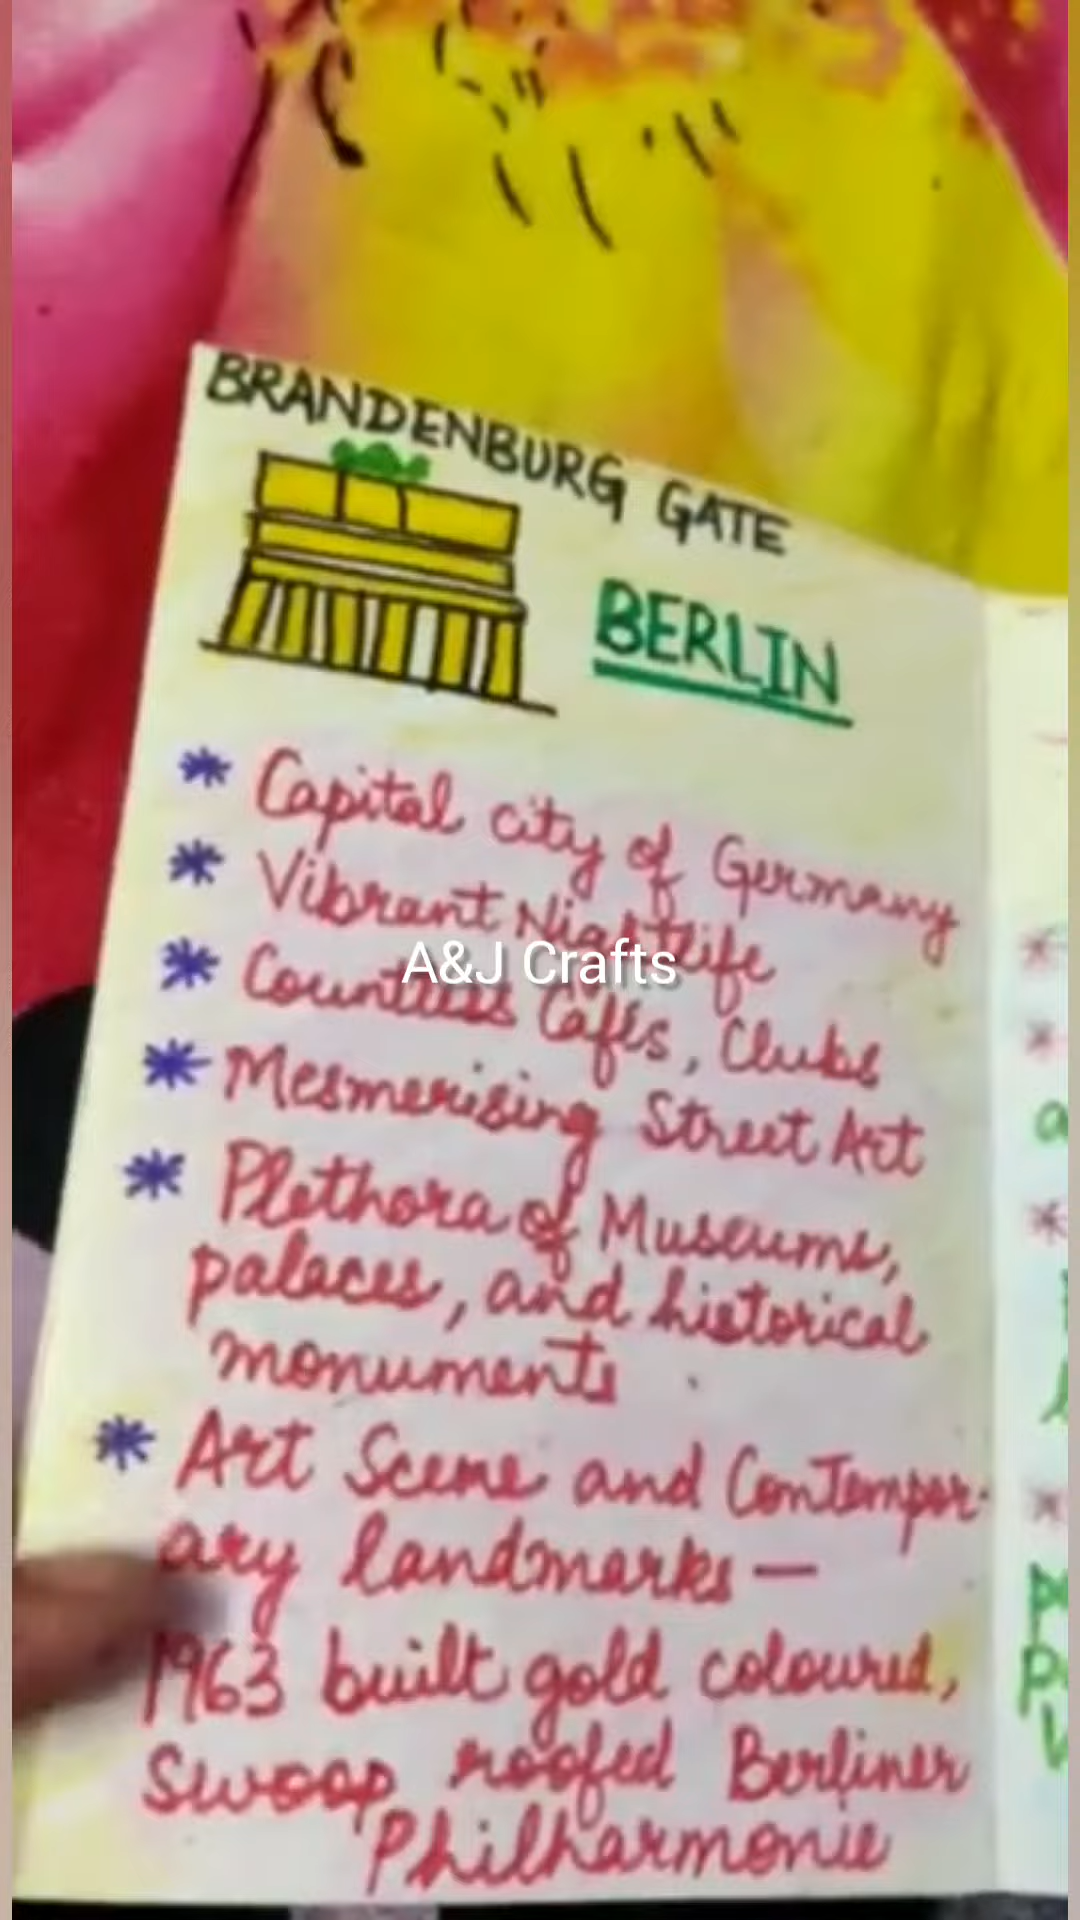 BRANDENBURG GATE
BERLIN
* Capital city of Germany
* Vibrant Nightlife
* Countless Cafés, Clubs
* Mesmerising Street Art
* Plethora of Museums,
palaces, and historical
monuments.
* Art Scene and Contempor-
ary landmarks —
1963 built gold coloured,
Swoop roofed Berliner
Philharmonie
A&J Crafts